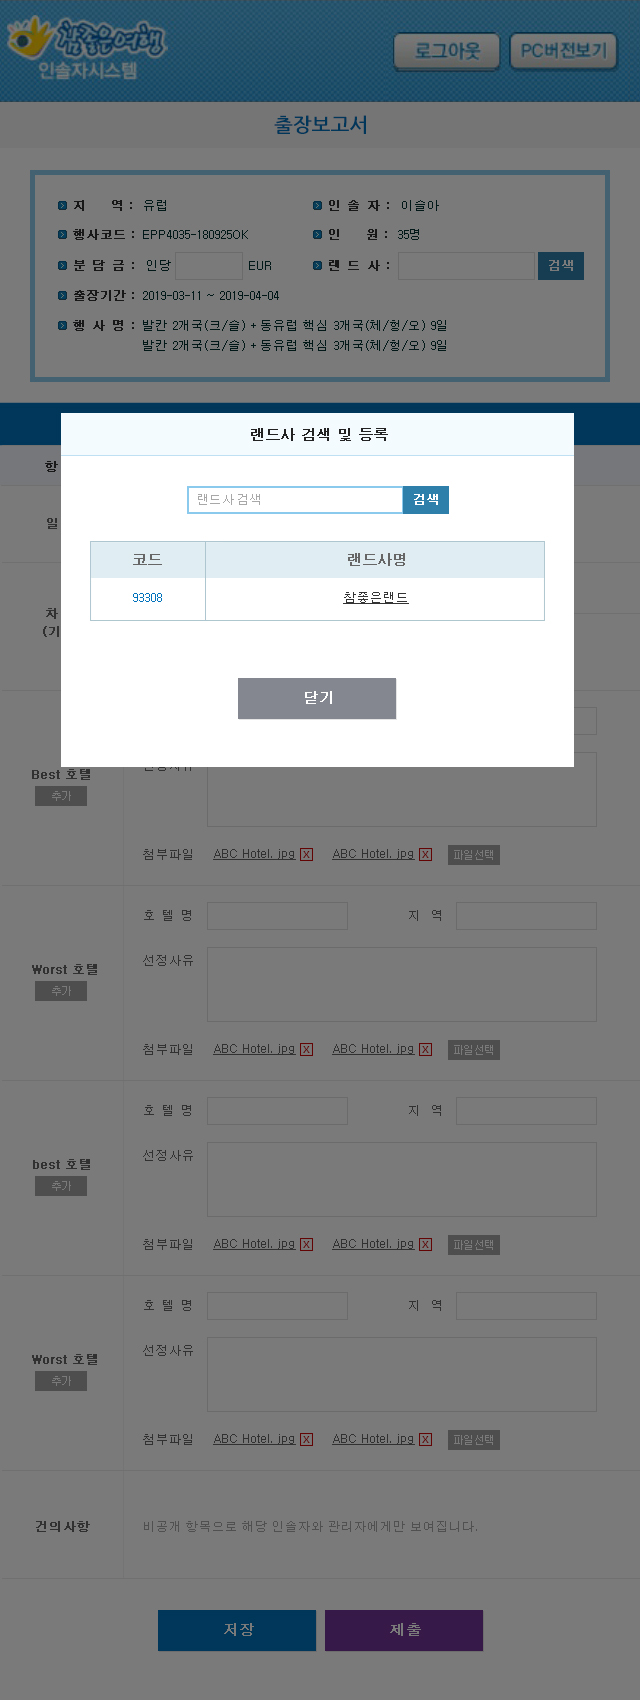 참좋은여행
인솔자시스템
로그아웃 PC버전보기
출장보고서
지 역 : 유럽 인 솔 자 : 이슬아
행사코드 : EPP4035-180925OK 인 원 : 35명
분 담 금 : 인당 EUR 랜 드 사 : 검색
출장기간 : 2019-03-11 ~ 2019-04-04
행 사 명 : 발칸 2개국(크/슬) + 동유럽 핵심 3개국(체/헝/오) 9일
발칸 2개국(크/슬) + 동유럽 핵심 3개국(체/헝/오) 9일
랜드사 검색 및 등록
항
랜드사검색 검색
일
코드 랜드사명
93308 참좋은랜드
차
(기
닫기
Best 호텔
추가
첨부파일 ABC Hotel. jpg X ABC Hotel. jpg X 파일선택
호 텔 명 지 역
선정사유
Worst 호텔
추가
첨부파일 ABC Hotel. jpg X ABC Hotel. jpg X 파일선택
호 텔 명 지 역
선정사유
best 호텔
추가
첨부파일 ABC Hotel. jpg X ABC Hotel. jpg X 파일선택
호 텔 명 지 역
선정사유
Worst 호텔
추가
첨부파일 ABC Hotel. jpg X ABC Hotel. jpg X 파일선택
건의사항 비공개 항목으로 해당 인솔자와 관리자에게만 보여집니다.
저장 제출